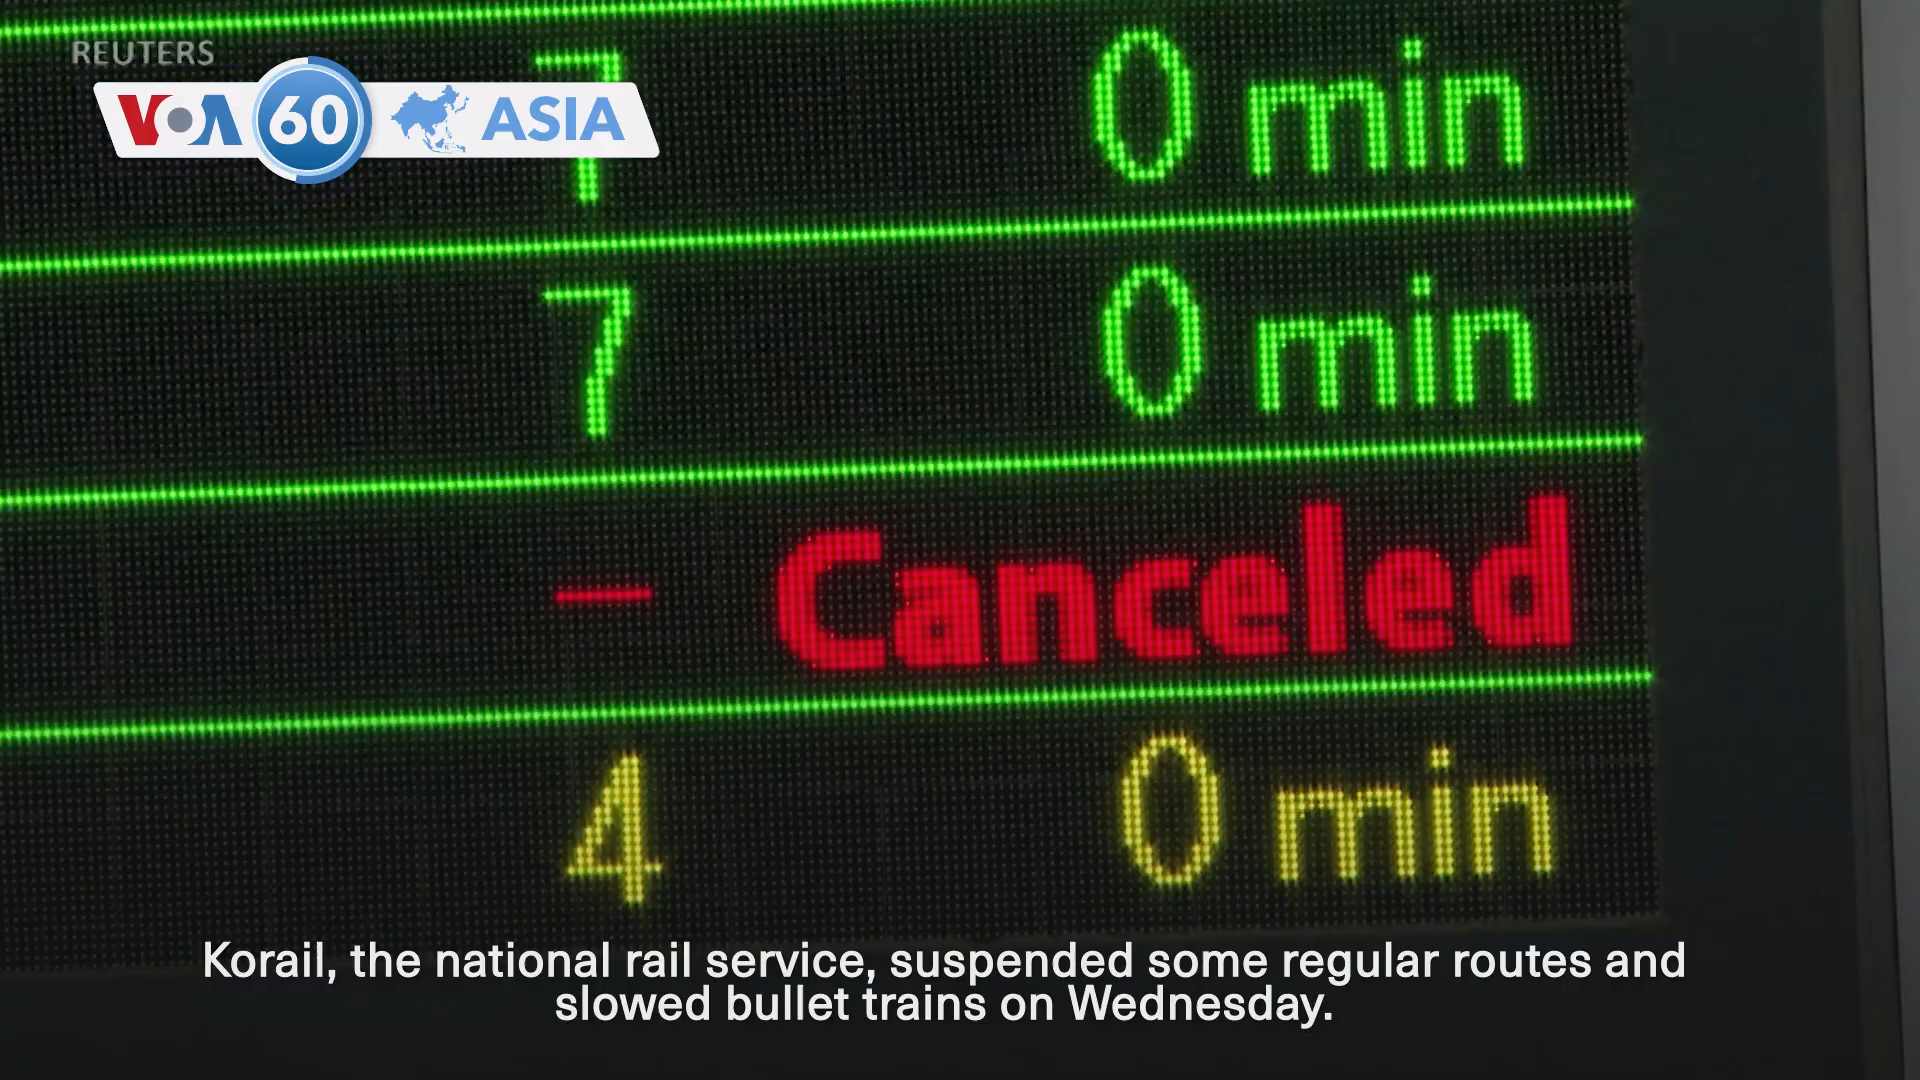 REUTERS
VOA 60 ASIA
7 0 min
7 0 min
– Canceled
4 0 min
Korail, the national rail service, suspended some regular routes and
slowed bullet trains on Wednesday.